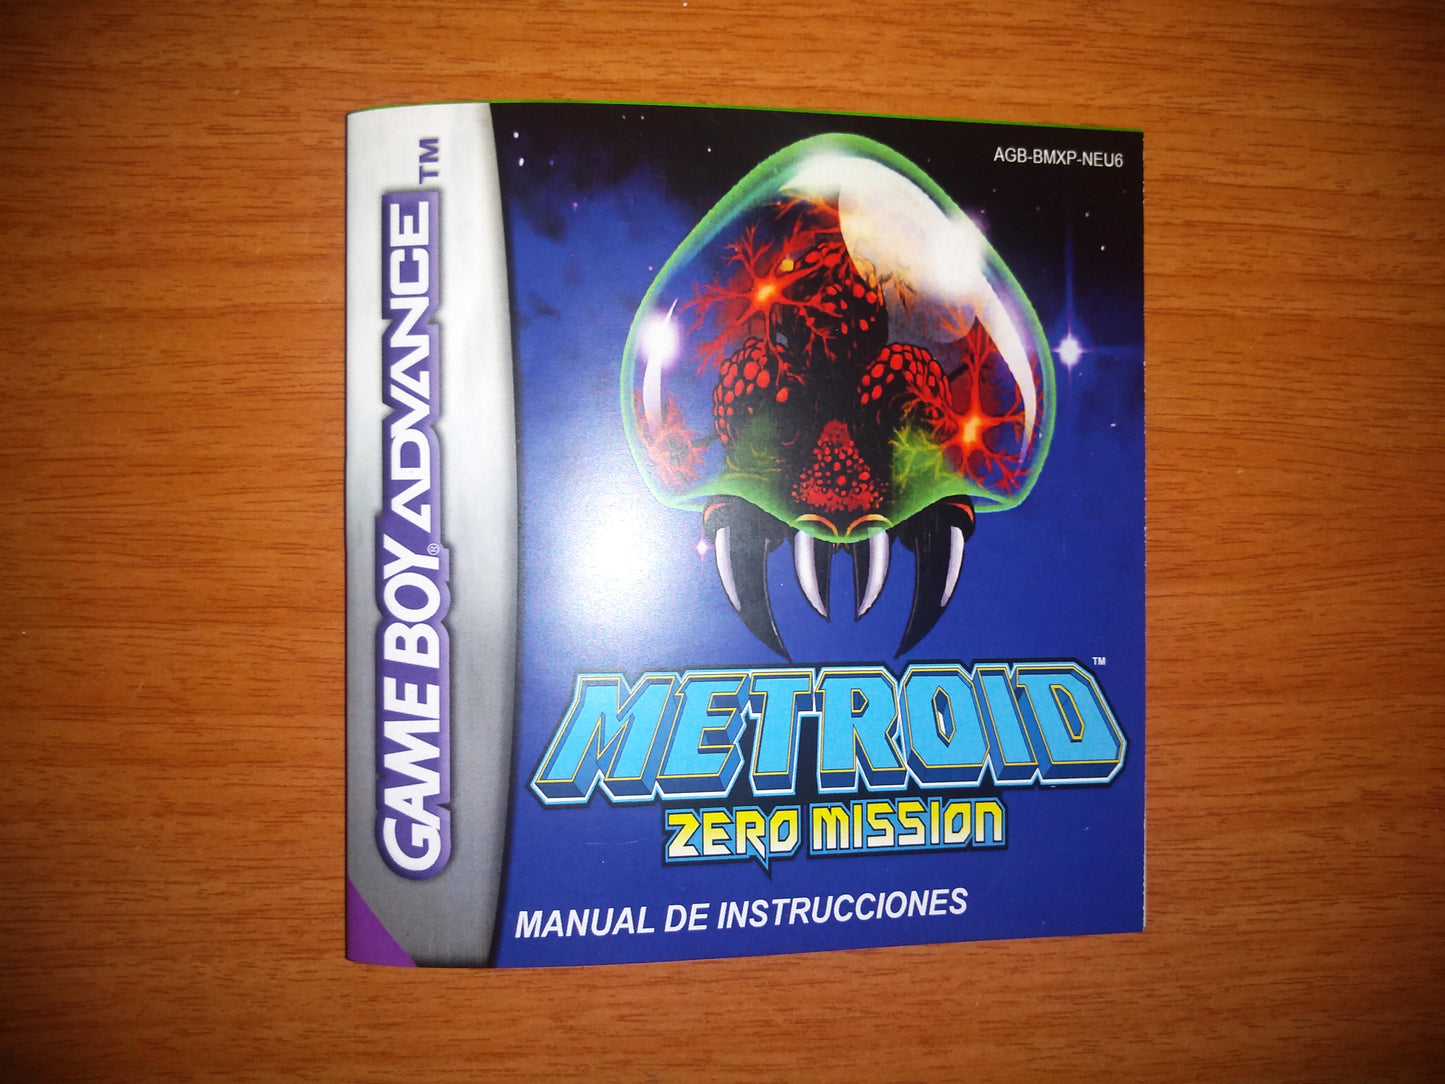 GAME BOY® ADVANCE™
AGB-BMXP-NEU6
METROID™
ZERO MISSION
MANUAL DE INSTRUCCIONES